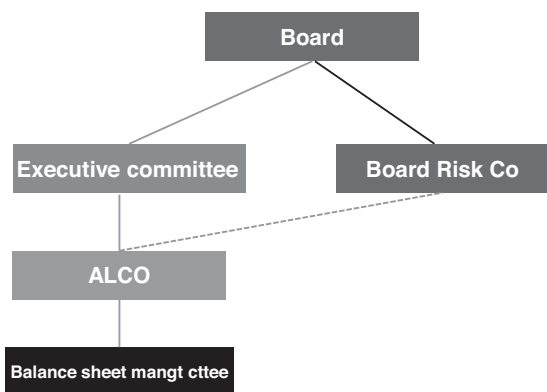 Board
Executive committee
Board Risk Co
ALCO
Balance sheet mangt cttee